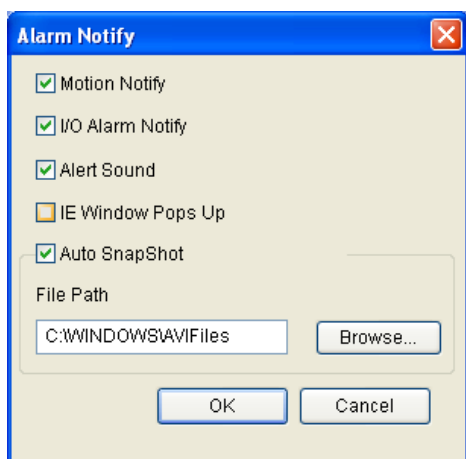 Alarm Notify
Motion Notify
I/O Alarm Notify
Alert Sound
IE Window Pops Up
Auto SnapShot
File Path
C:\WINDOWS\AVIFiles
Browse...
OK
Cancel